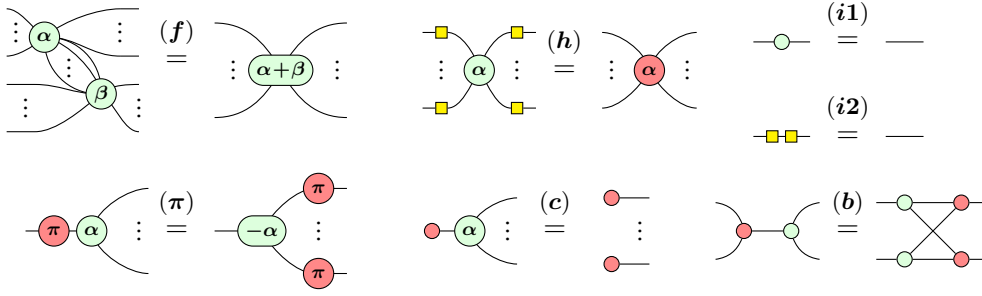 α β (f) = α+β
α (h) = α
(i1) =
(i2) =
π α (π) = −α π π
α (c) =
(b) =